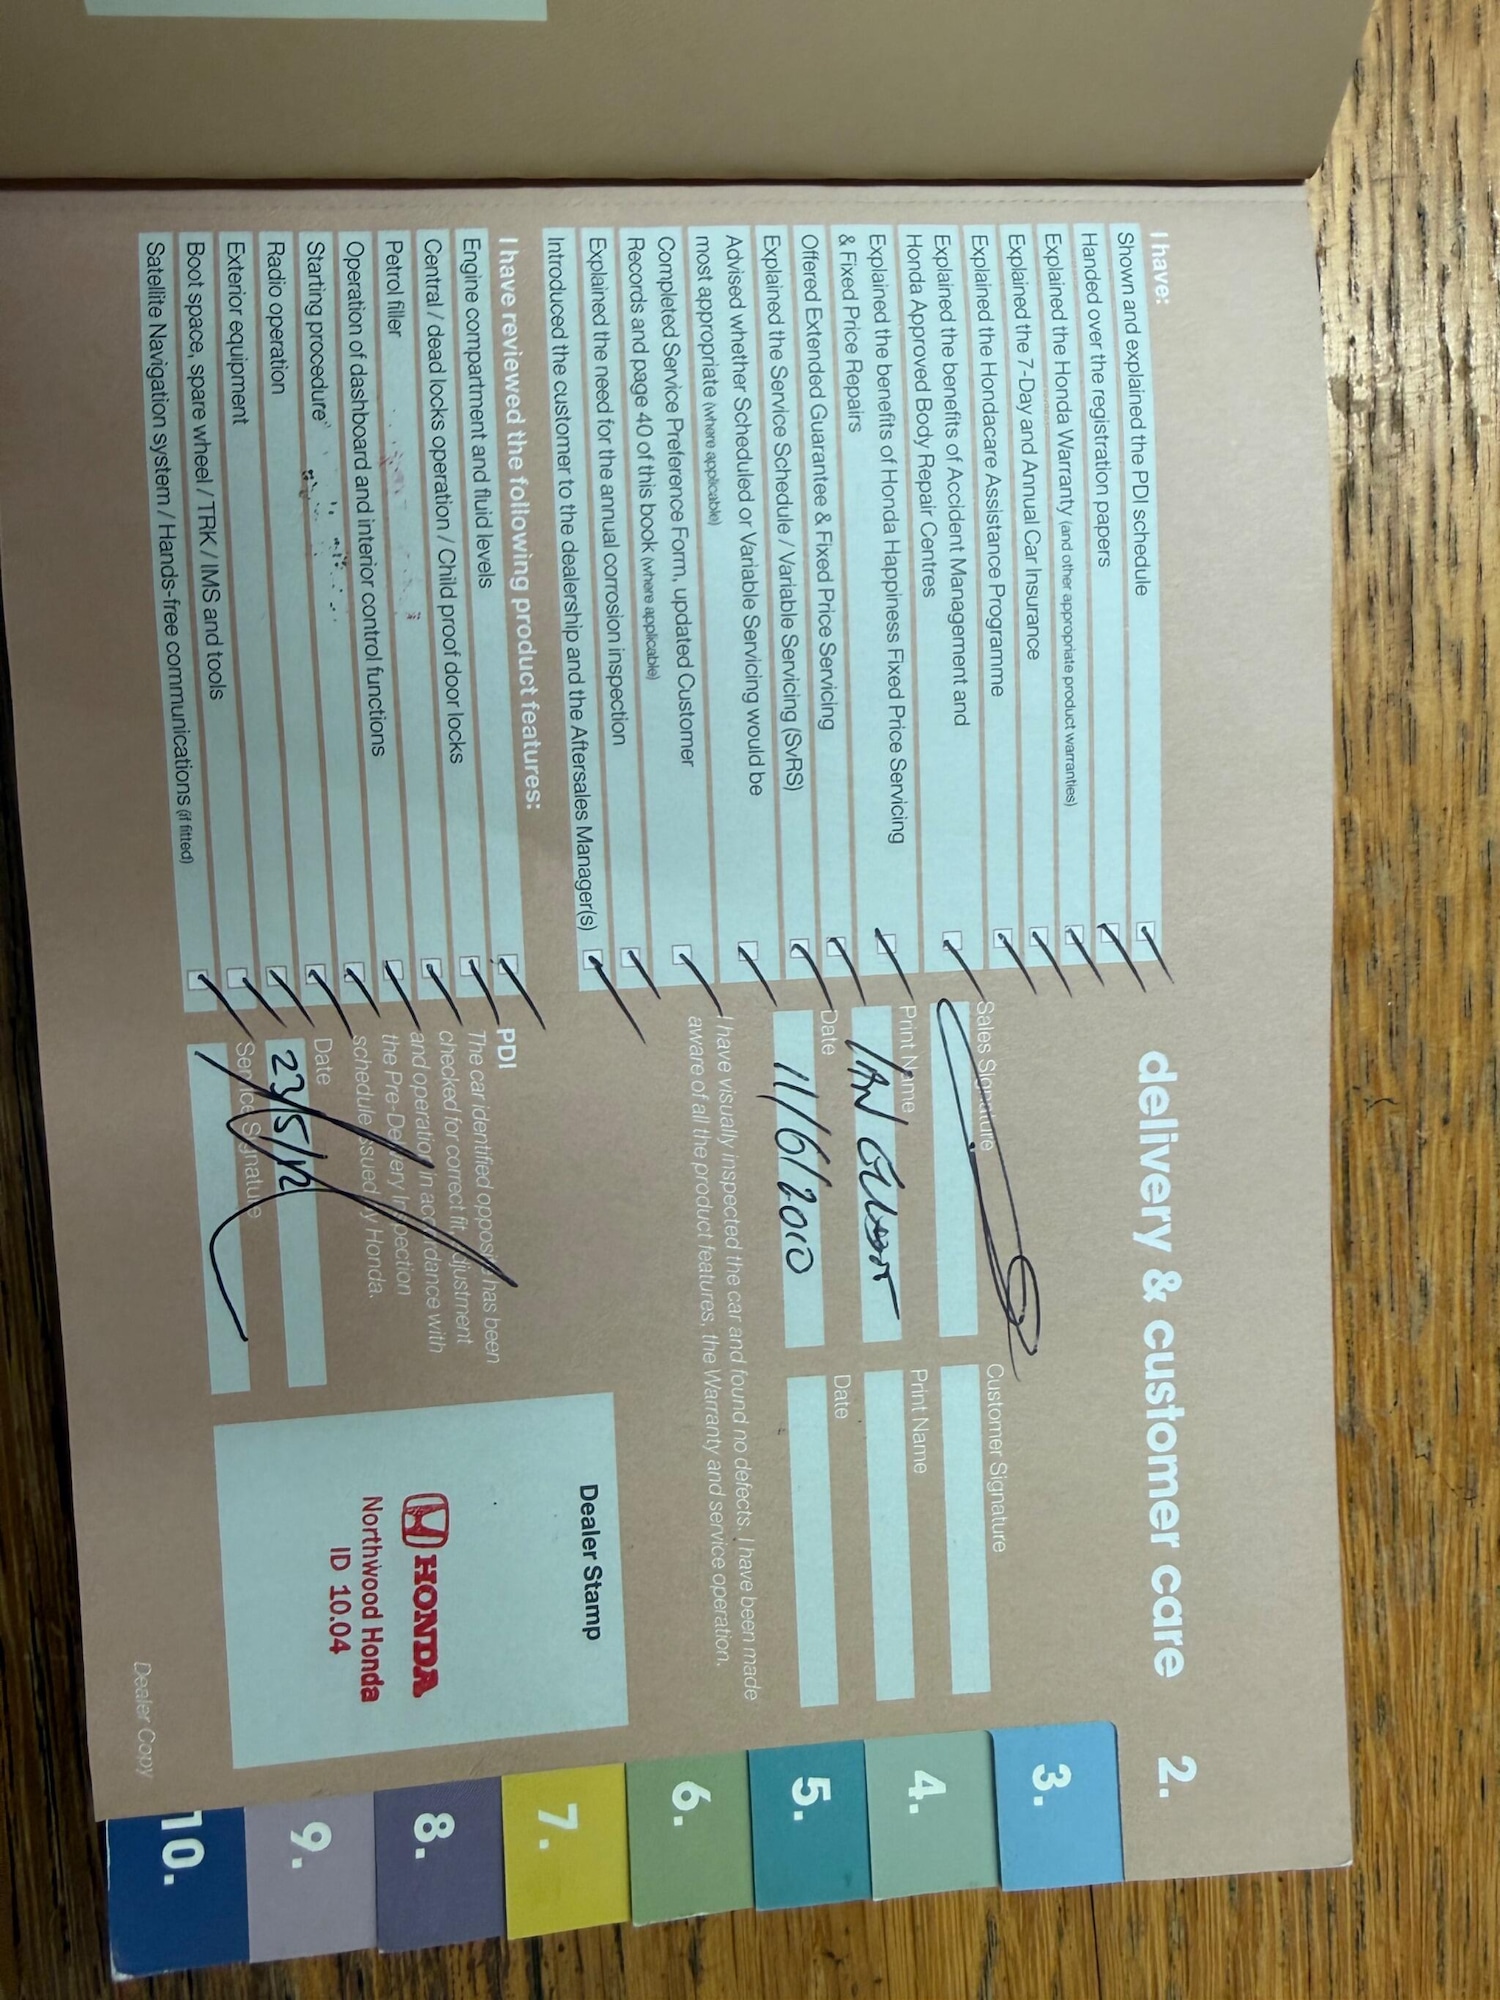 delivery & customer care 2.
I have:
Shown and explained the PDI schedule
Handed over the registration papers
Explained the Honda Warranty (and other appropriate product warranties)
Explained the 7-Day and Annual Car Insurance
Explained the Hondacare Assistance Programme
Explained the benefits of Accident Management and
Honda Approved Body Repair Centres
Explained the benefits of Honda Happiness Fixed Price Servicing
& Fixed Price Repairs
Offered Extended Guarantee & Fixed Price Servicing
Explained the Service Schedule / Variable Servicing (SvRS)
Advised whether Scheduled or Variable Servicing would be
most appropriate (where applicable)
Completed Service Preference Form, updated Customer
Records and page 40 of this book (where applicable)
Explained the need for the annual corrosion inspection
Introduced the customer to the dealership and the Aftersales Manager(s)
I have reviewed the following product features:
Engine compartment and fluid levels
Central / dead locks operation / Child proof door locks
Petrol filler
Operation of dashboard and interior control functions
Starting procedure
Radio operation
Exterior equipment
Boot space, spare wheel / TRK / IMS and tools
Satellite Navigation system / Hands-free communications (if fitted)
Sales Signature
Print Name
IAN
Date
11/6/2010
Customer Signature
Print Name
Date
I have visually inspected the car and found no defects. I have been made
aware of all the product features, the Warranty and service operation.
PDI
The car identified opposite has been
checked for correct fit, adjustment
and operation in accordance with
the Pre-Delivery Inspection
schedule issued by Honda.
Date
23/5/12
Service Signature
Dealer Stamp
HONDA
Northwood Honda
ID 10.04
Dealer Copy
3.
4.
5.
6.
7.
8.
9.
10.